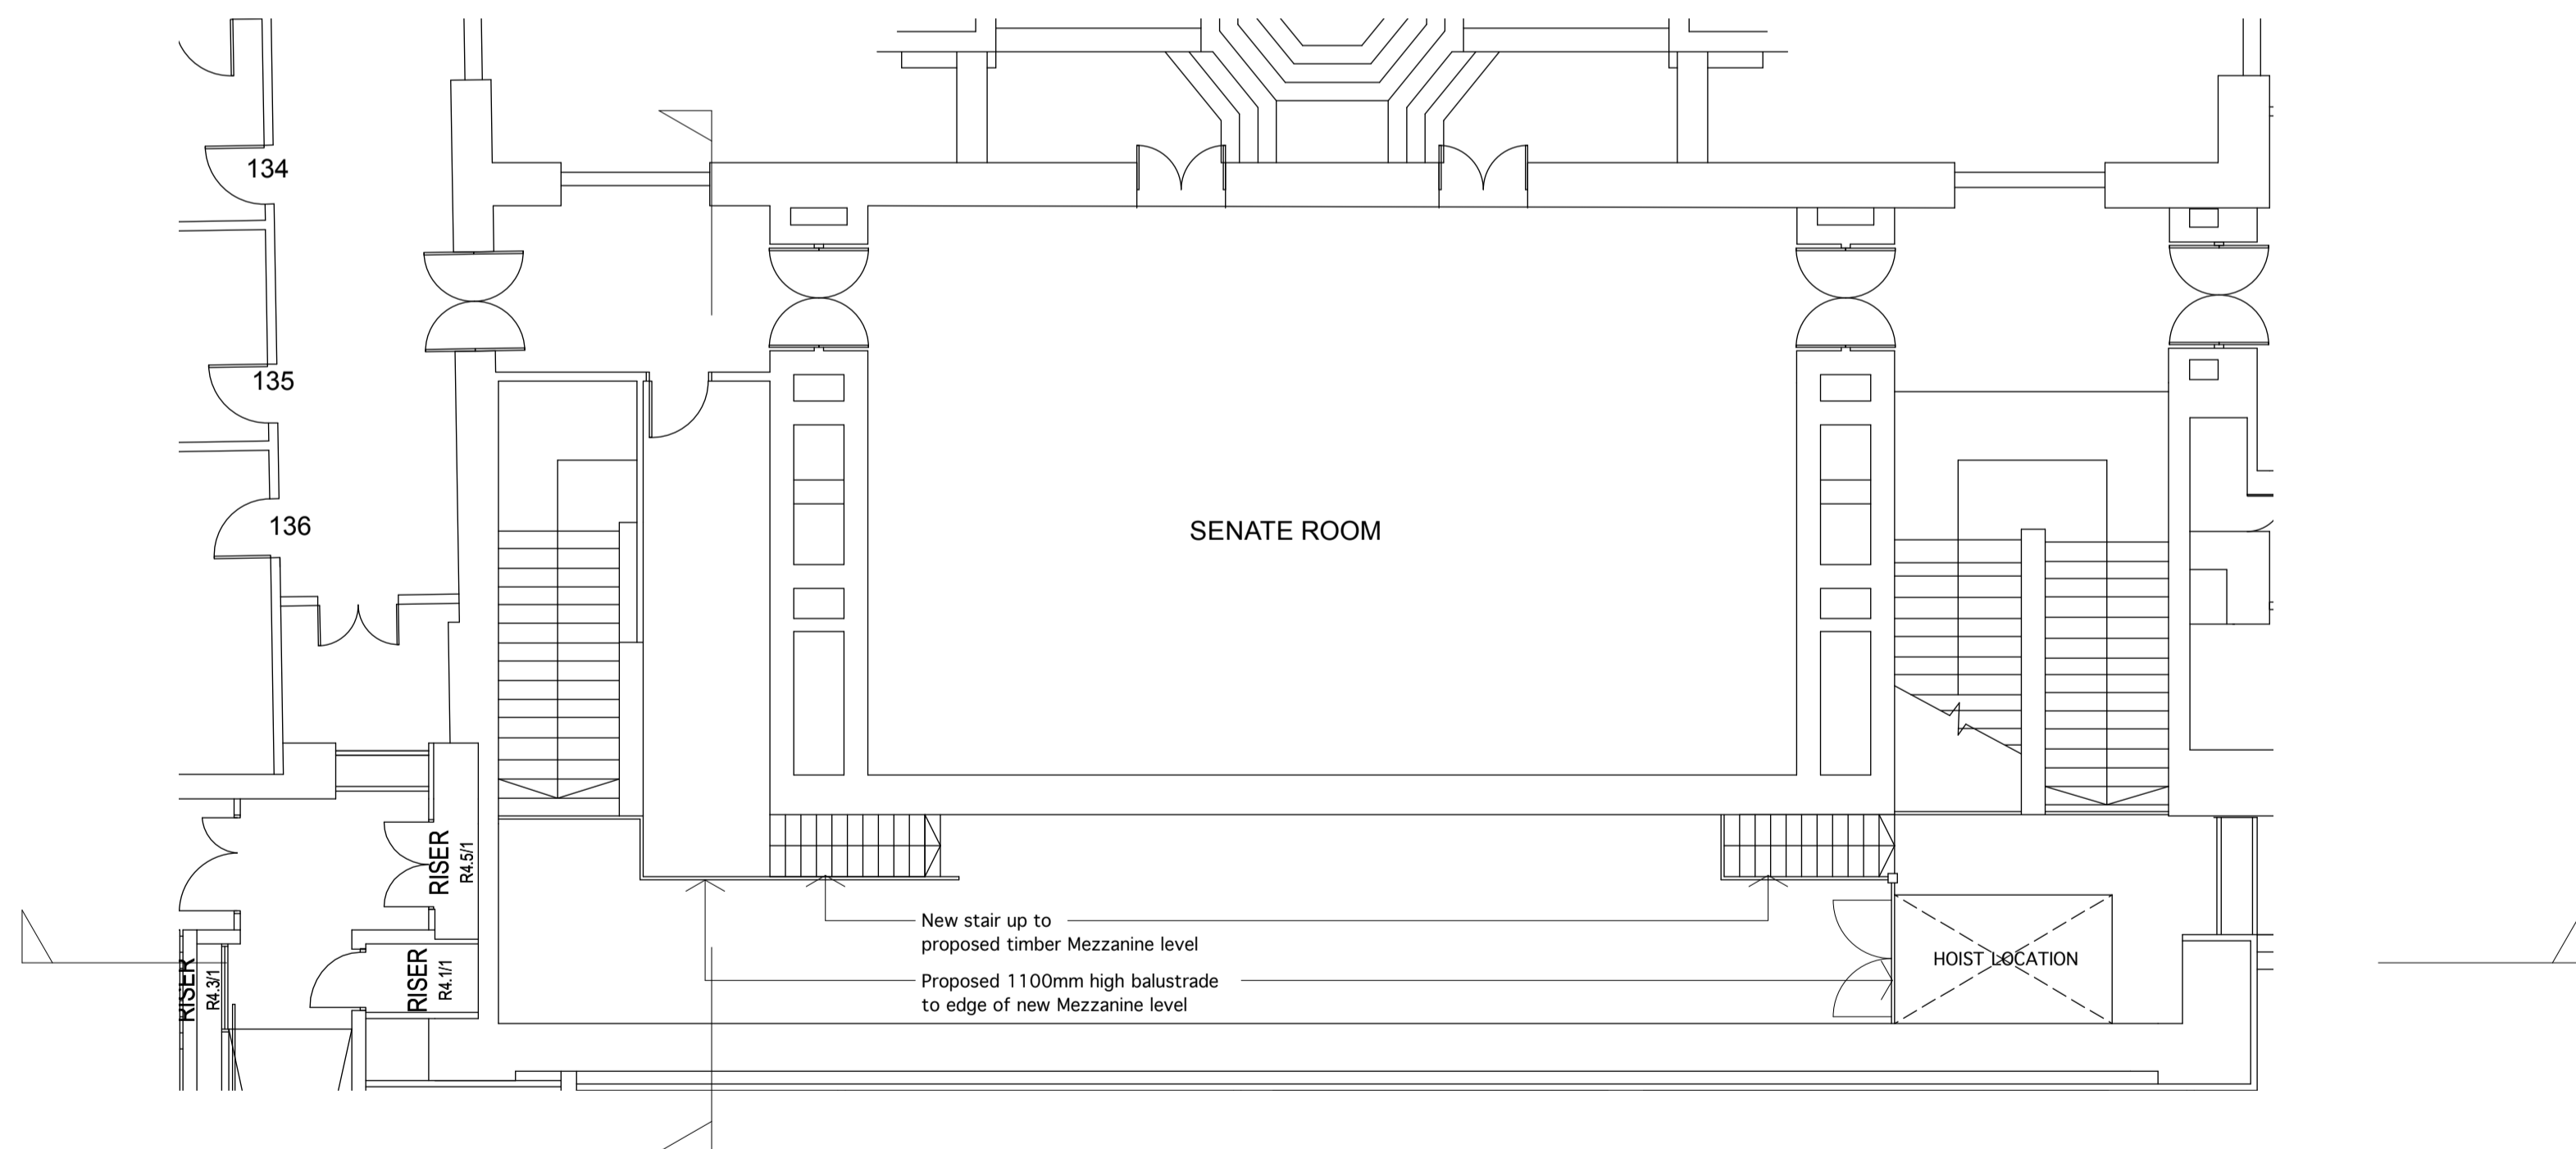 134
135
136
SENATE ROOM
RISER
R4.5/1
RISER
R4.1/1
RISER
R4.3/1
New stair up to
proposed timber Mezzanine level
Proposed 1100mm high balustrade
to edge of new Mezzanine level
HOIST LOCATION